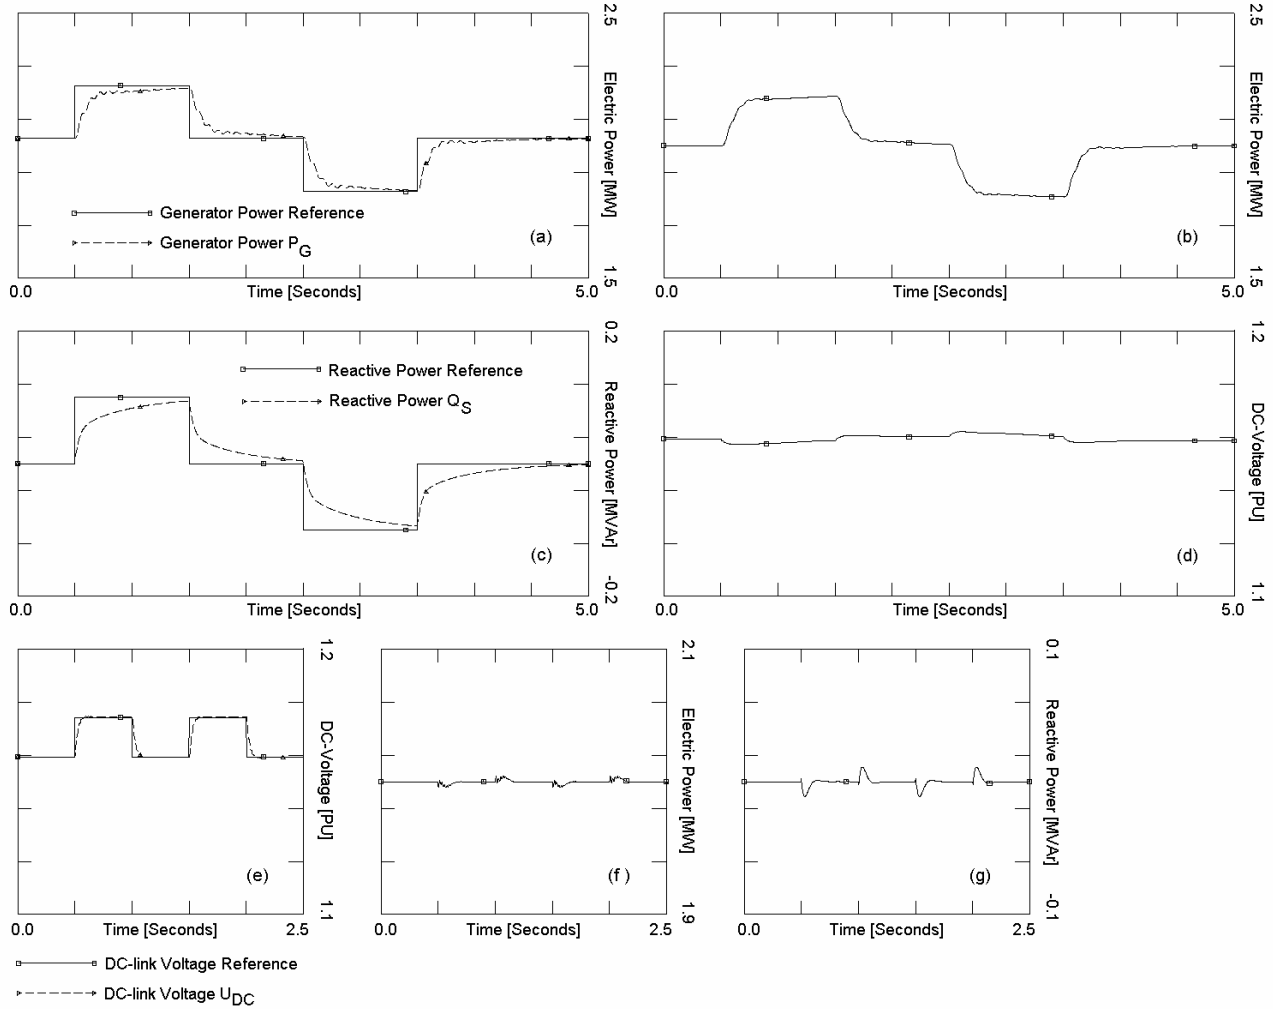 2.5
Electric Power [MW]
1.5
Generator Power Reference
Generator Power PG
(a)
0.0
Time [Seconds]
5.0
2.5
Electric Power [MW]
1.5
(b)
0.0
Time [Seconds]
5.0
0.2
Reactive Power [MVAr]
-0.2
Reactive Power Reference
Reactive Power QS
(c)
0.0
Time [Seconds]
5.0
1.2
DC-Voltage [PU]
1.1
(d)
0.0
Time [Seconds]
5.0
1.2
DC-Voltage [PU]
1.1
(e)
0.0
Time [Seconds]
2.5
DC-link Voltage Reference
DC-link Voltage UDC
2.1
Electric Power [MW]
1.9
(f )
0.0
Time [Seconds]
2.5
0.1
Reactive Power [MVAr]
-0.1
(g)
0.0
Time [Seconds]
2.5